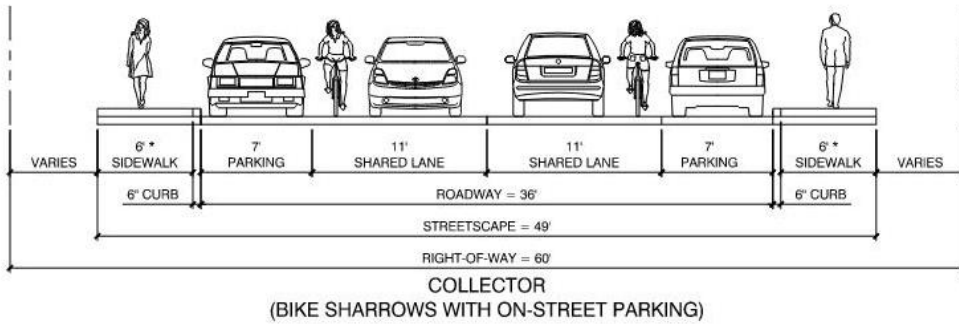 6' * 7' 11' 11' 7' 6' *
VARIES SIDEWALK PARKING SHARED LANE SHARED LANE PARKING SIDEWALK VARIES
6" CURB ROADWAY = 36' 6" CURB
STREETSCAPE = 49'
RIGHT-OF-WAY = 60'
COLLECTOR
(BIKE SHARROWS WITH ON-STREET PARKING)